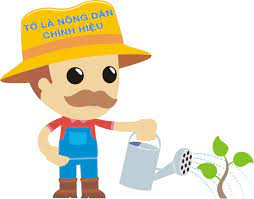 TỚ LÀ NÔNG DÂN
CHÍNH HIỆU